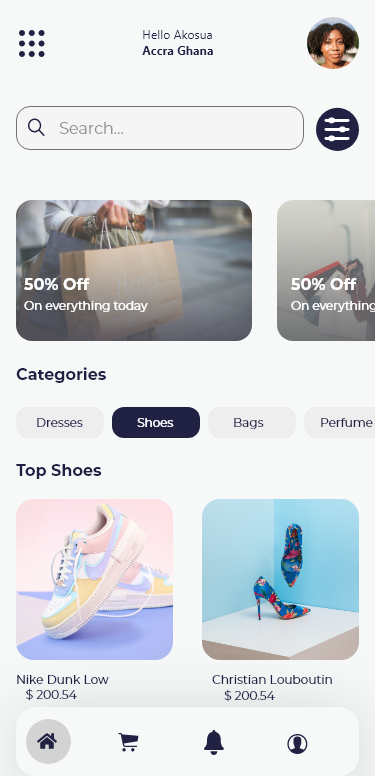 Hello Akosua
Accra Ghana
Search...
50% Off
On everything today
50% Off
On everything
Categories
Dresses
Shoes
Bags
Perfume
Top Shoes
Nike Dunk Low
$ 200.54
Christian Louboutin
$ 200.54